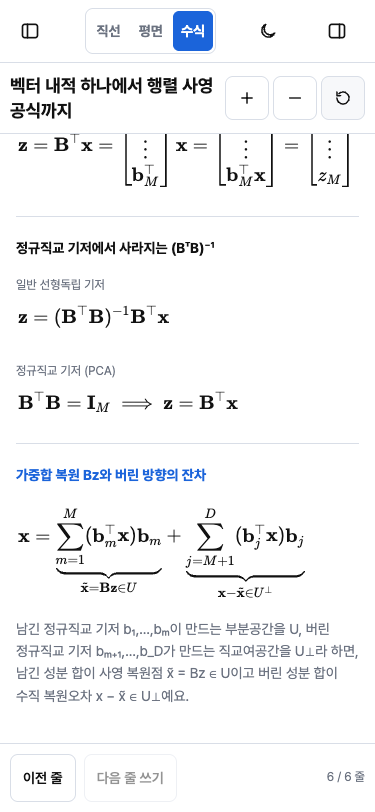 직선 평면 수식
벡터 내적 하나에서 행렬 사영
공식까지
z = B⊤x = [⋮ b⊤_M] x = [⋮ b⊤_M x] = [⋮ z_M]
정규직교 기저에서 사라지는 (BᵀB)⁻¹
일반 선형독립 기저
z = (B⊤B)⁻¹B⊤x
정규직교 기저 (PCA)
B⊤B = I_M ⟹ z = B⊤x
가중합 복원 Bz와 버린 방향의 잔차
x = ∑_{m=1}^{M} (b⊤_m x)b_m + ∑_{j=M+1}^{D} (b⊤_j x)b_j
x̃=Bz∈U x−x̃∈U⊥
남긴 정규직교 기저 b₁,…,bₘ이 만드는 부분공간을 U, 버린
정규직교 기저 bₘ₊₁,…,b_D가 만드는 직교여공간을 U⊥라 하면,
남긴 성분 합이 사영 복원점 x̃ = Bz ∈ U이고 버린 성분 합이
수직 복원오차 x − x̃ ∈ U⊥예요.
이전 줄 다음 줄 쓰기 6 / 6 줄